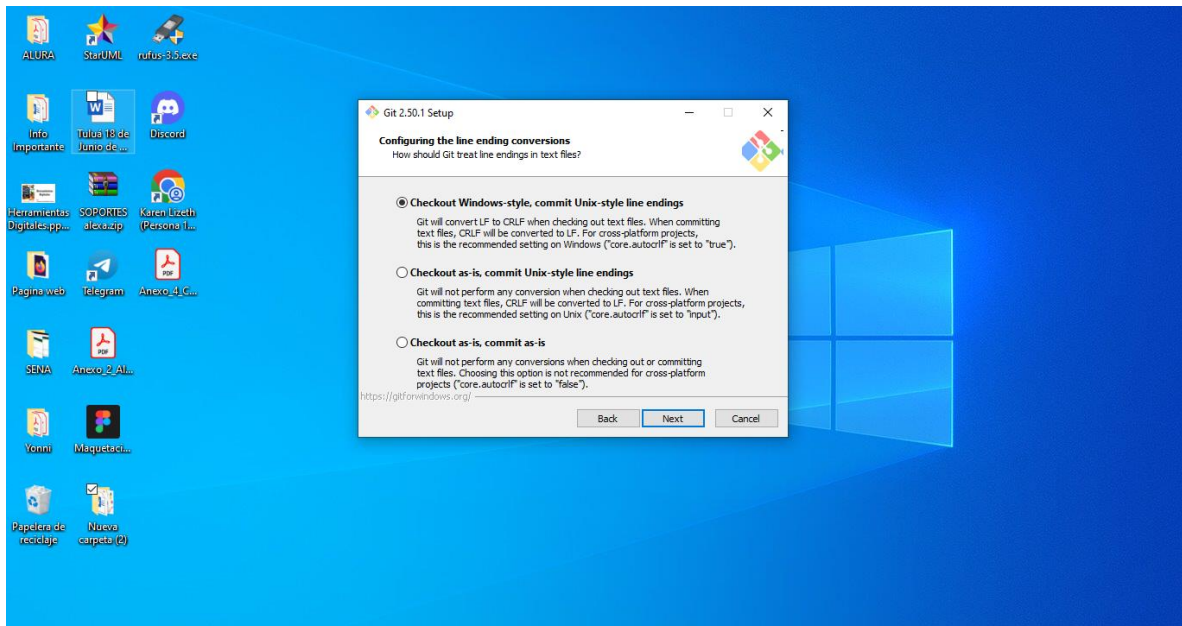 ALURA
StarUML
rufus-3.5.exe
Info
Importante
Tuluá 18 de
Junio de ...
Discord
Herramientas
Digitales.pp...
SOPORTES
alexa.zip
Karen Lizeth
(Persona 1...
Pagina web
Telegram
PDF
Anexo_4_C...
SENA
PDF
Anexo_2_Al...
Yonni
Maquetaci...
Papelera de
reciclaje
Nueva
carpeta (2)
Git 2.50.1 Setup
Configuring the line ending conversions
How should Git treat line endings in text files?
Checkout Windows-style, commit Unix-style line endings
Git will convert LF to CRLF when checking out text files. When committing
text files, CRLF will be converted to LF. For cross-platform projects,
this is the recommended setting on Windows ("core.autocrlf" is set to "true").
Checkout as-is, commit Unix-style line endings
Git will not perform any conversion when checking out text files. When
committing text files, CRLF will be converted to LF. For cross-platform projects,
this is the recommended setting on Unix ("core.autocrlf" is set to "input").
Checkout as-is, commit as-is
Git will not perform any conversions when checking out or committing
text files. Choosing this option is not recommended for cross-platform
projects ("core.autocrlf" is set to "false").
https://gitforwindows.org/
Back
Next
Cancel